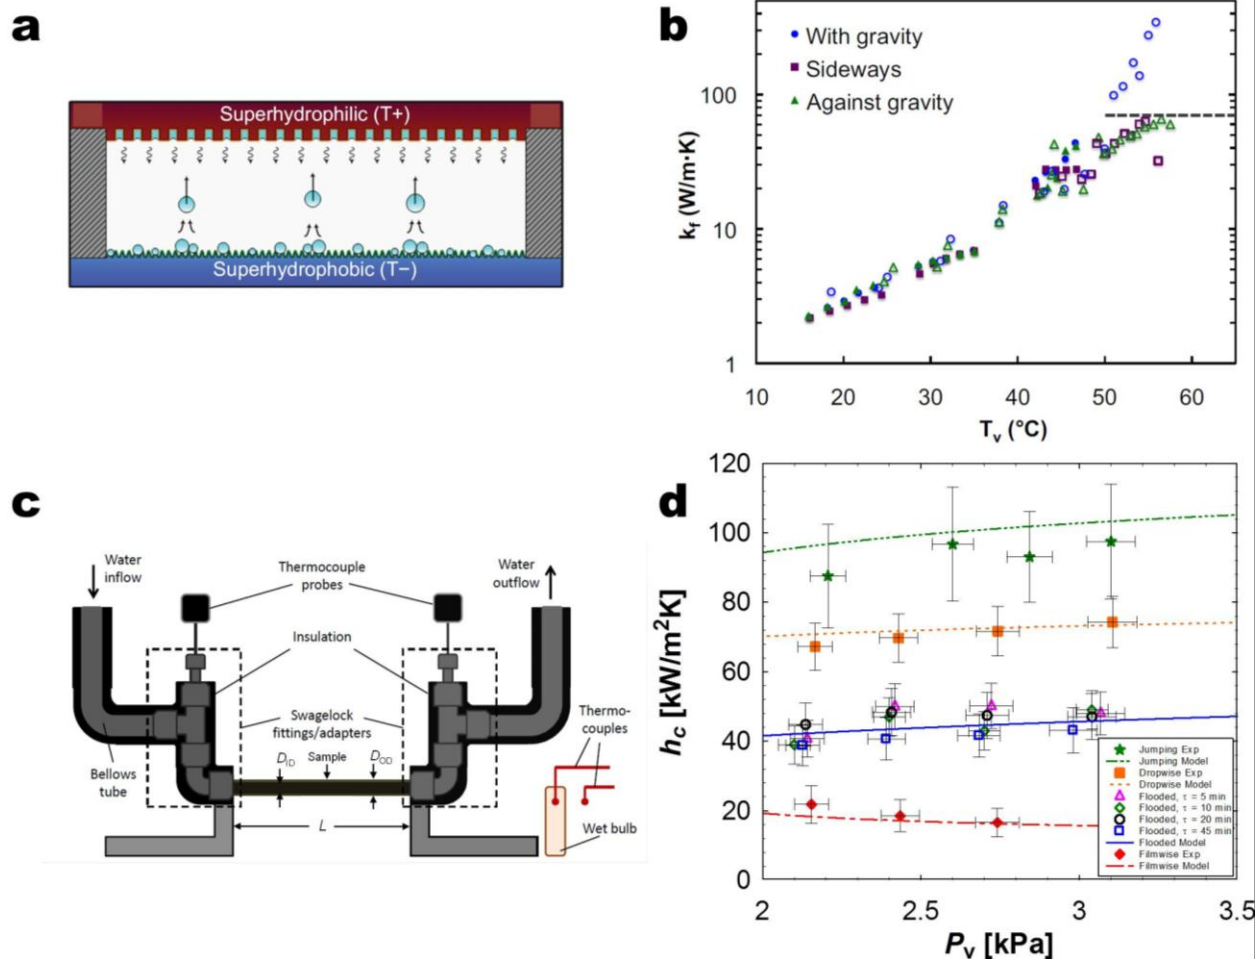 a
Superhydrophilic (T+)
Superhydrophobic (T−)
b
With gravity
Sideways
Against gravity
100
10
1
k_f (W/m·K)
10 20 30 40 50 60
T_v (°C)
c
Water
inflow
Thermocouple
probes
Water
outflow
Insulation
Swagelock
fittings/adapters
Thermo-
couples
D_ID
Sample
D_OD
Bellows
tube
L
Wet bulb
d
120
100
80
60
40
20
0
h_c [kW/m²K]
Jumping Exp
Jumping Model
Dropwise Exp
Dropwise Model
Flooded, τ = 5 min
Flooded, τ = 10 min
Flooded, τ = 20 min
Flooded, τ = 45 min
Flooded Model
Filmwise Exp
Filmwise Model
2 2.5 3 3.5
P_v [kPa]